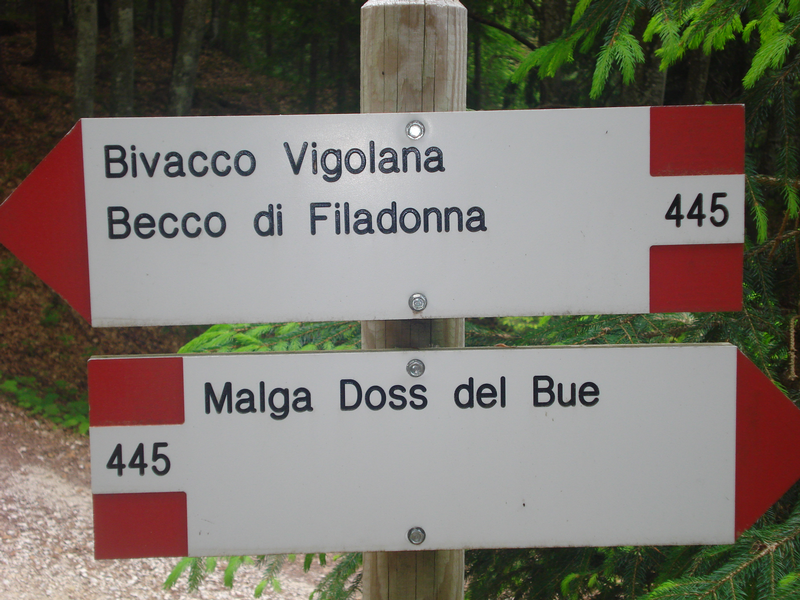 Bivacco Vigolana
Becco di Filadonna
445
Malga Doss del Bue
445